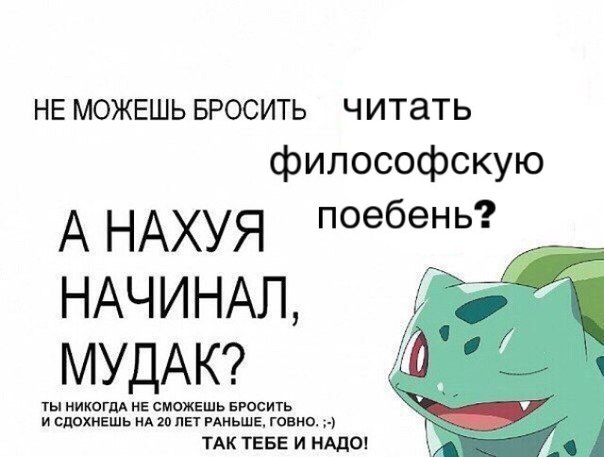 НЕ МОЖЕШЬ БРОСИТЬ читать
философскую
поебень?
А НАХУЯ
НАЧИНАЛ,
МУДАК?
ТЫ НИКОГДА НЕ СМОЖЕШЬ БРОСИТЬ
И СДОХНЕШЬ НА 20 ЛЕТ РАНЬШЕ, ГОВНО. ;-)
ТАК ТЕБЕ И НАДО!